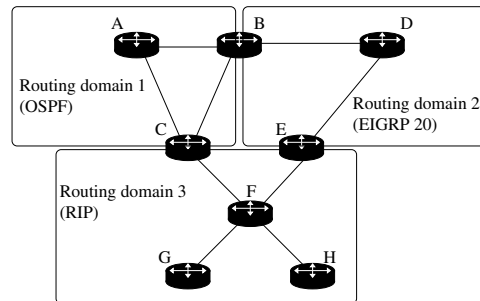 A
B
D
Routing domain 1
(OSPF)
Routing domain 2
(EIGRP 20)
C
E
Routing domain 3
(RIP)
F
G
H